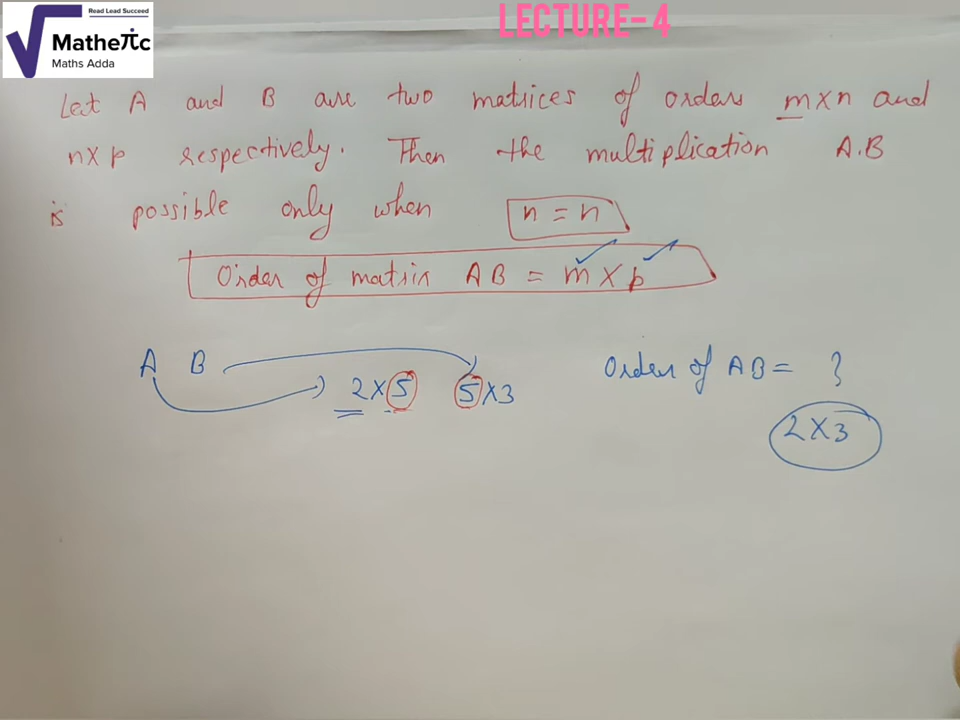 LECTURE-4
Read Lead Succeed
Matheπc
Maths Adda
Let A and B are two matrices of orders m×n and
n×p respectively. Then the multiplication A.B
is possible only when n = n
Order of matrix AB = m×p
A B 2×5 5×3 Order of AB = ?
2×3